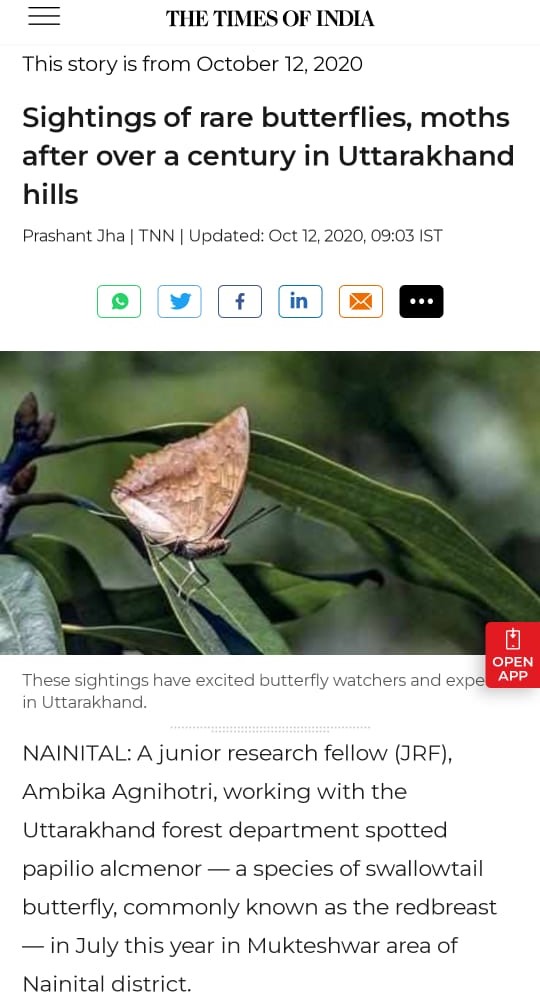 THE TIMES OF INDIA
This story is from October 12, 2020
Sightings of rare butterflies, moths
after over a century in Uttarakhand
hills
Prashant Jha | TNN | Updated: Oct 12, 2020, 09:03 IST
These sightings have excited butterfly watchers and expe
in Uttarakhand.
OPEN
APP
NAINITAL: A junior research fellow (JRF),
Ambika Agnihotri, working with the
Uttarakhand forest department spotted
papilio alcmenor — a species of swallowtail
butterfly, commonly known as the redbreast
— in July this year in Mukteshwar area of
Nainital district.